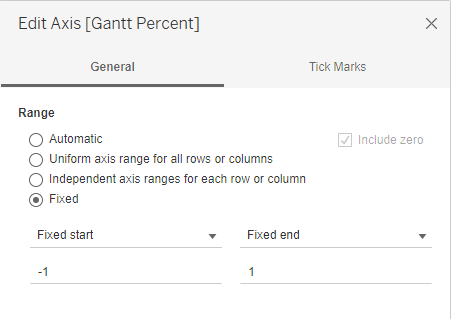 Edit Axis [Gantt Percent]
General
Tick Marks
Range
Automatic
Include zero
Uniform axis range for all rows or columns
Independent axis ranges for each row or column
Fixed
Fixed start
Fixed end
-1
1